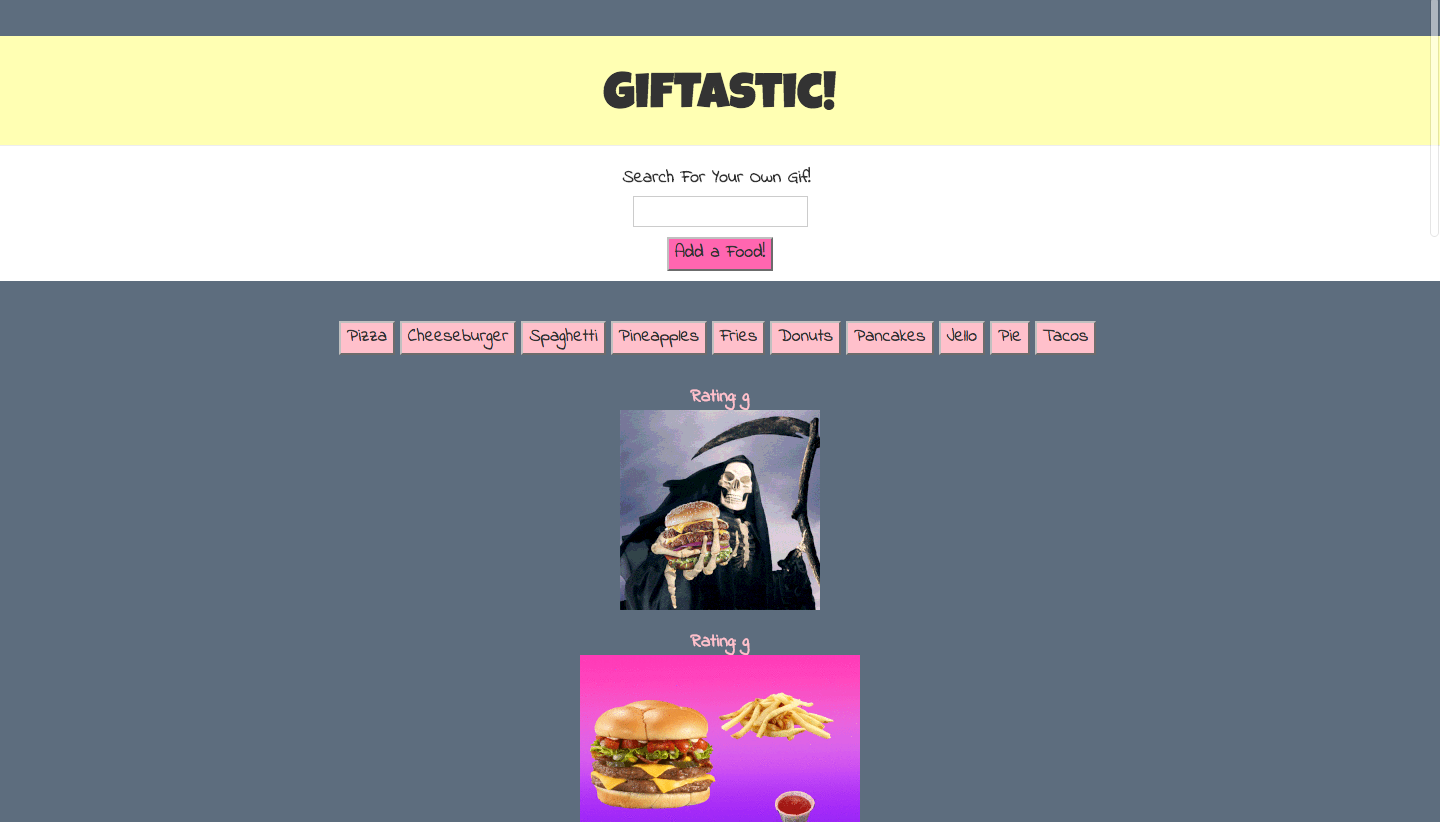 GIFTASTIC!
Search For Your Own Gif!
Add a Food!
Pizza Cheeseburger Spaghetti Pineapples Fries Donuts Pancakes Jello Pie Tacos
Rating: g
Rating: g